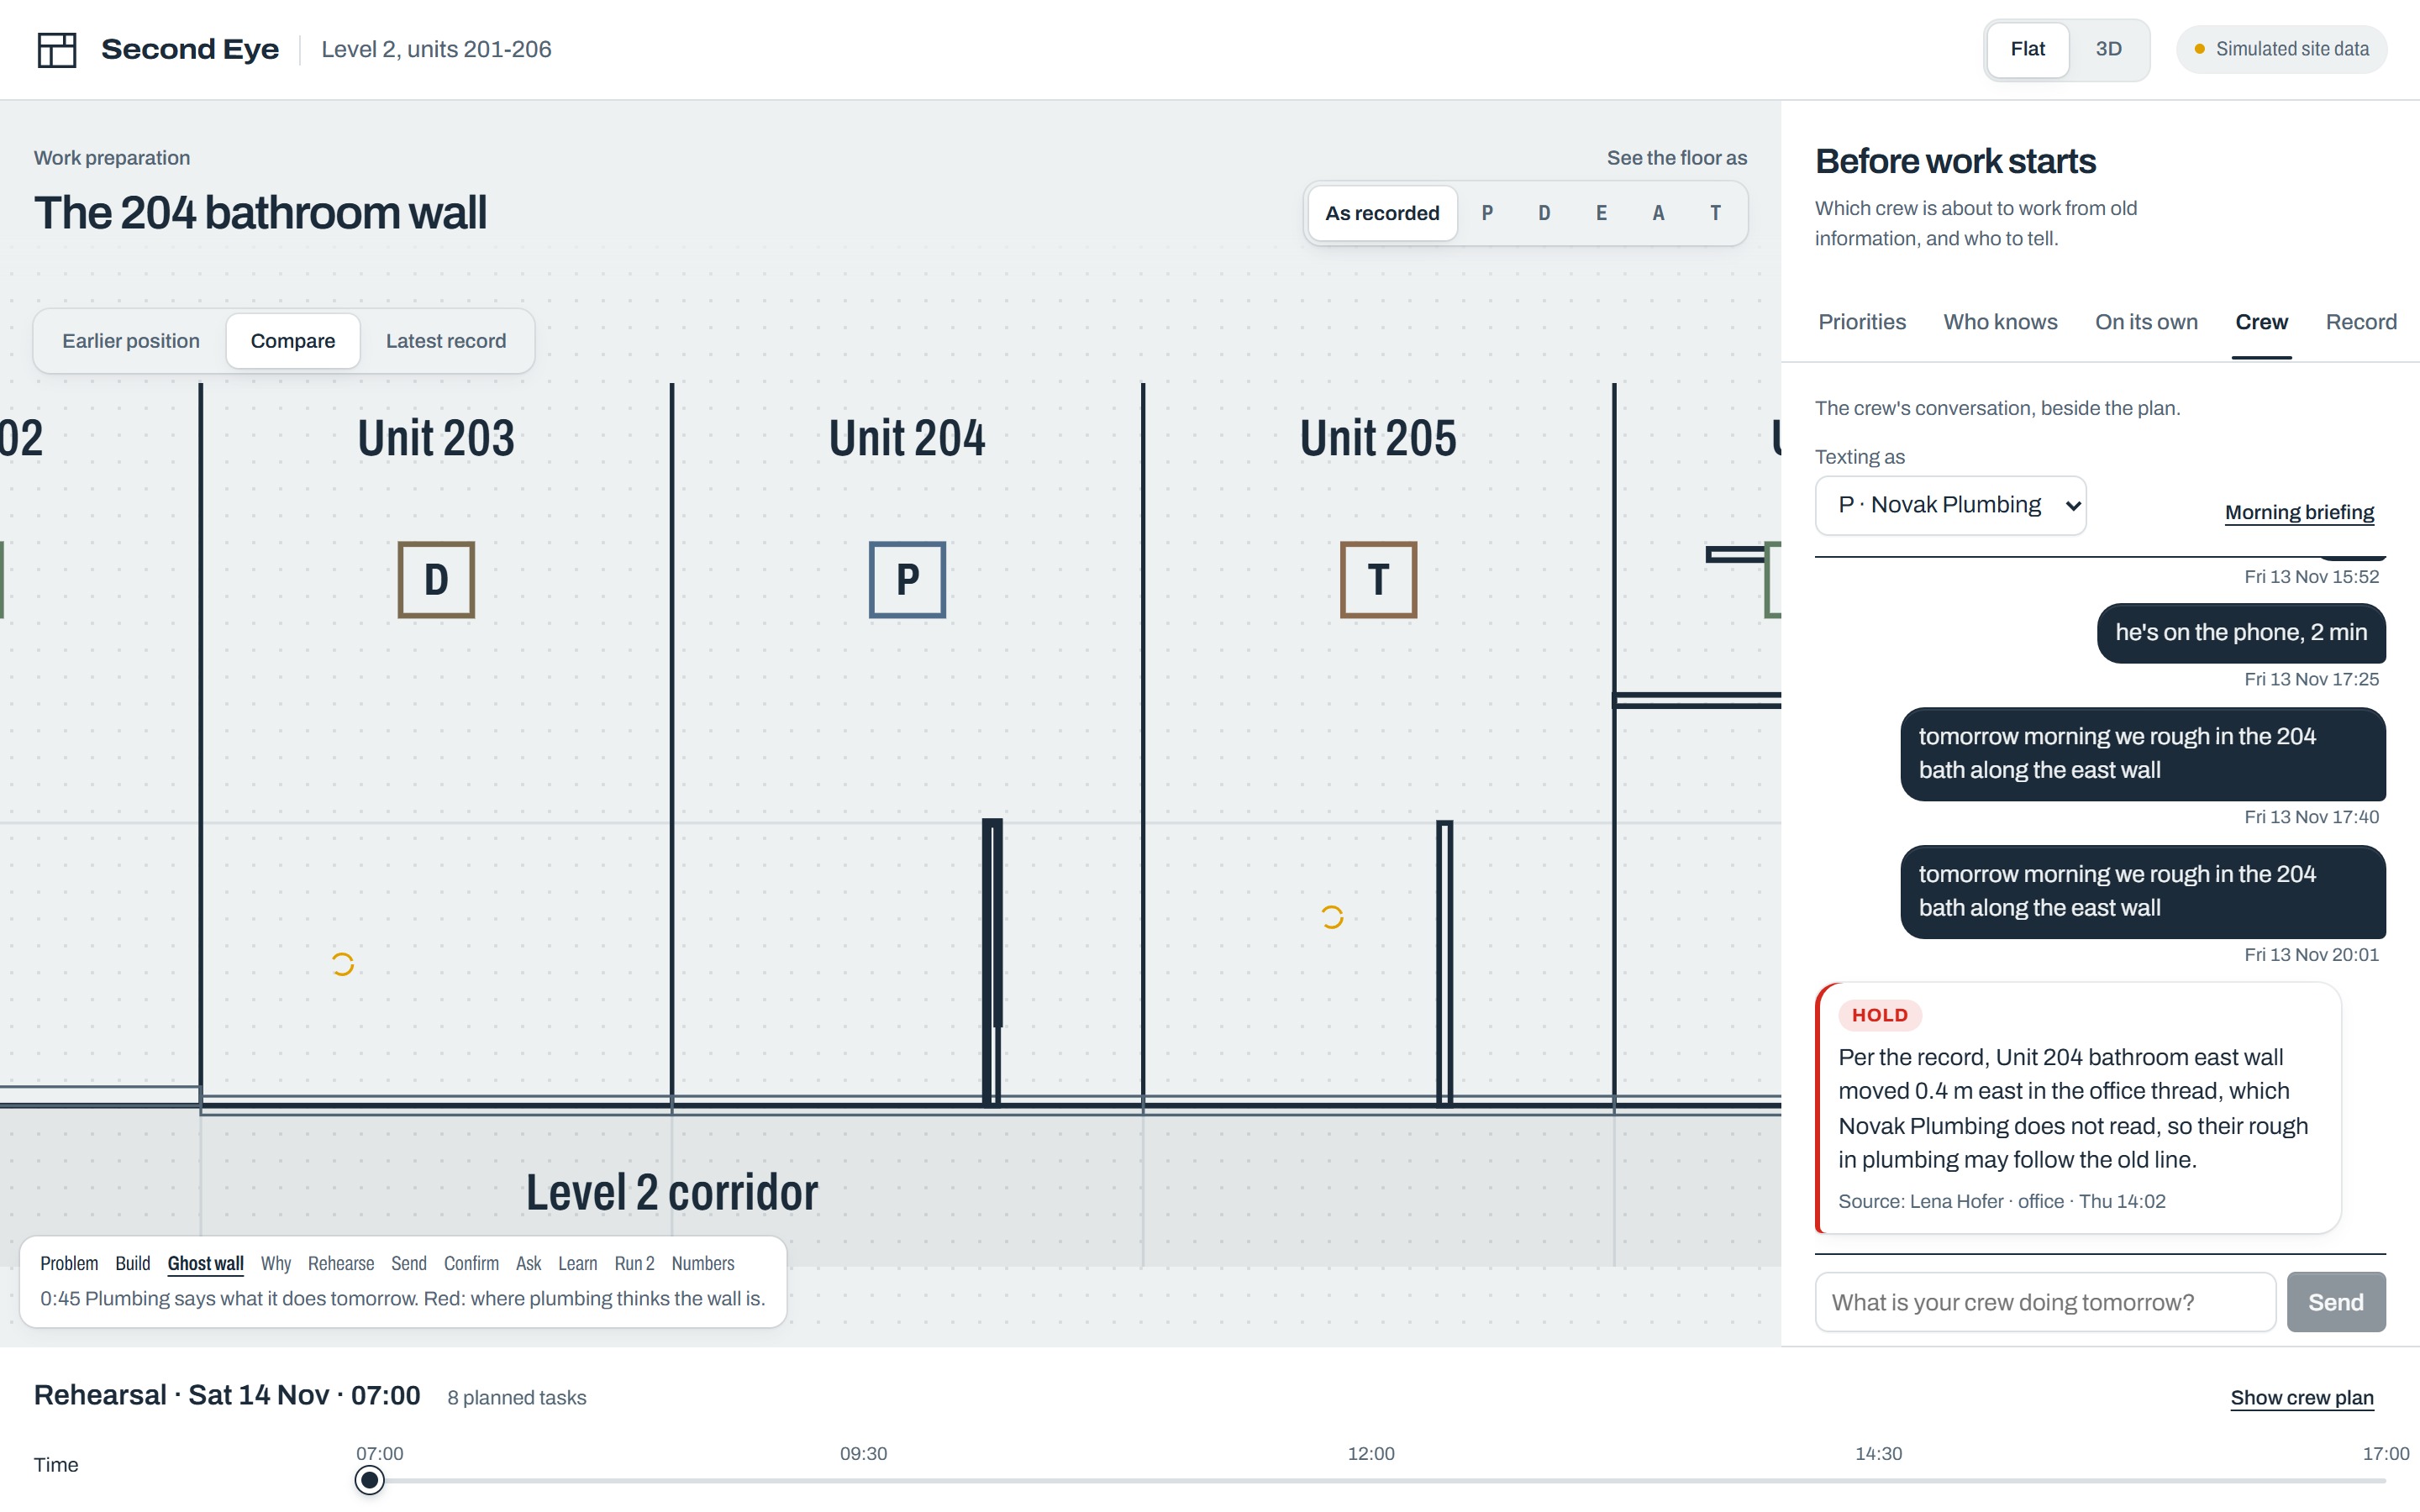 Second Eye
Level 2, units 201-206
Flat
3D
Simulated site data
Work preparation
The 204 bathroom wall
See the floor as
As recorded
P
D
E
A
T
Earlier position
Compare
Latest record
02
Unit 203
Unit 204
Unit 205
D
P
T
Level 2 corridor
Problem
Build
Ghost wall
Why
Rehearse
Send
Confirm
Ask
Learn
Run 2
Numbers
0:45 Plumbing says what it does tomorrow. Red: where plumbing thinks the wall is.
Before work starts
Which crew is about to work from old
information, and who to tell.
Priorities
Who knows
On its own
Crew
Record
The crew's conversation, beside the plan.
Texting as
P · Novak Plumbing
Morning briefing
Fri 13 Nov 15:52
he's on the phone, 2 min
Fri 13 Nov 17:25
tomorrow morning we rough in the 204
bath along the east wall
Fri 13 Nov 17:40
tomorrow morning we rough in the 204
bath along the east wall
Fri 13 Nov 20:01
HOLD
Per the record, Unit 204 bathroom east wall
moved 0.4 m east in the office thread, which
Novak Plumbing does not read, so their rough
in plumbing may follow the old line.
Source: Lena Hofer · office · Thu 14:02
What is your crew doing tomorrow?
Send
Rehearsal · Sat 14 Nov · 07:00
8 planned tasks
Show crew plan
Time
07:00
09:30
12:00
14:30
17:00